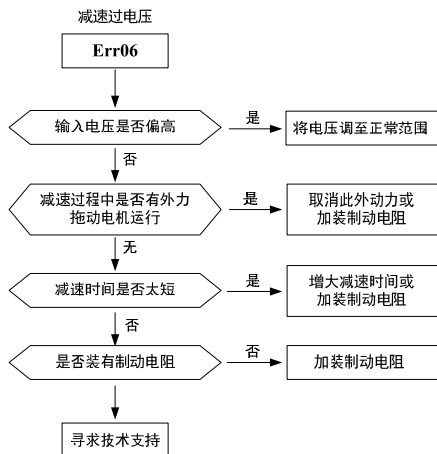 减速过电压
Err06
输入电压是否偏高
是
将电压调至正常范围
否
减速过程中是否有外力
拖动电机运行
是
取消此外动力或
加装制动电阻
无
减速时间是否太短
是
增大减速时间或
加装制动电阻
否
是否装有制动电阻
否
加装制动电阻
寻求技术支持